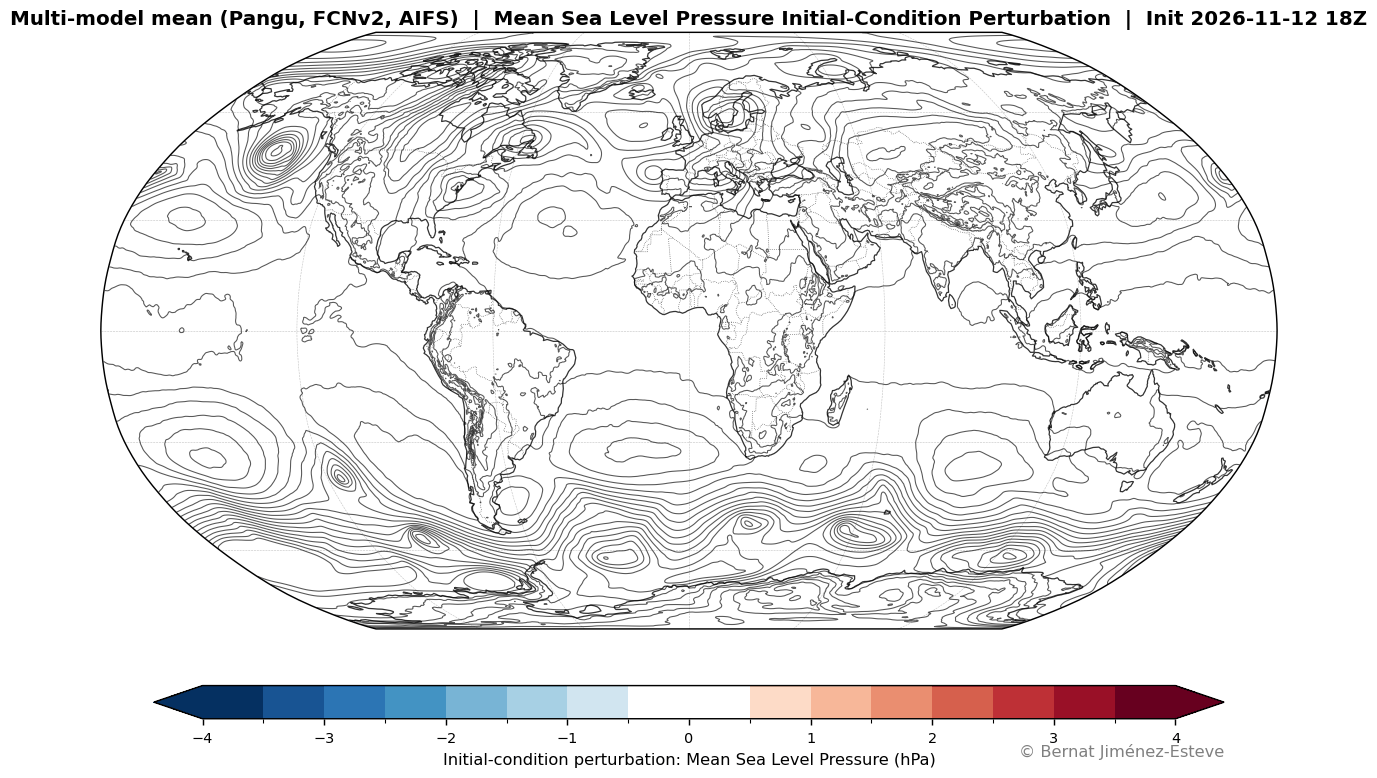 Multi-model mean (Pangu, FCNv2, AIFS) | Mean Sea Level Pressure Initial-Condition Perturbation | Init 2026-11-12 18Z
−4 −3 −2 −1 0 1 2 3 4
Initial-condition perturbation: Mean Sea Level Pressure (hPa)
© Bernat Jiménez-Esteve